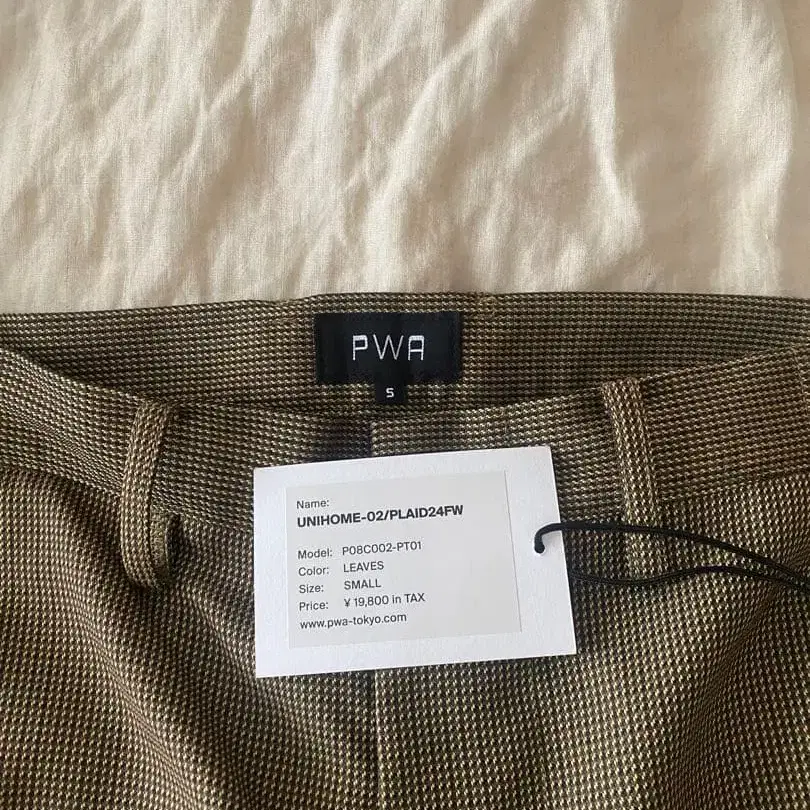 PWA
S
Name:
UNIHOME-02/PLAID24FW
Model: P08C002-PT01
Color: LEAVES
Size: SMALL
Price: ¥ 19,800 in TAX
www.pwa-tokyo.com